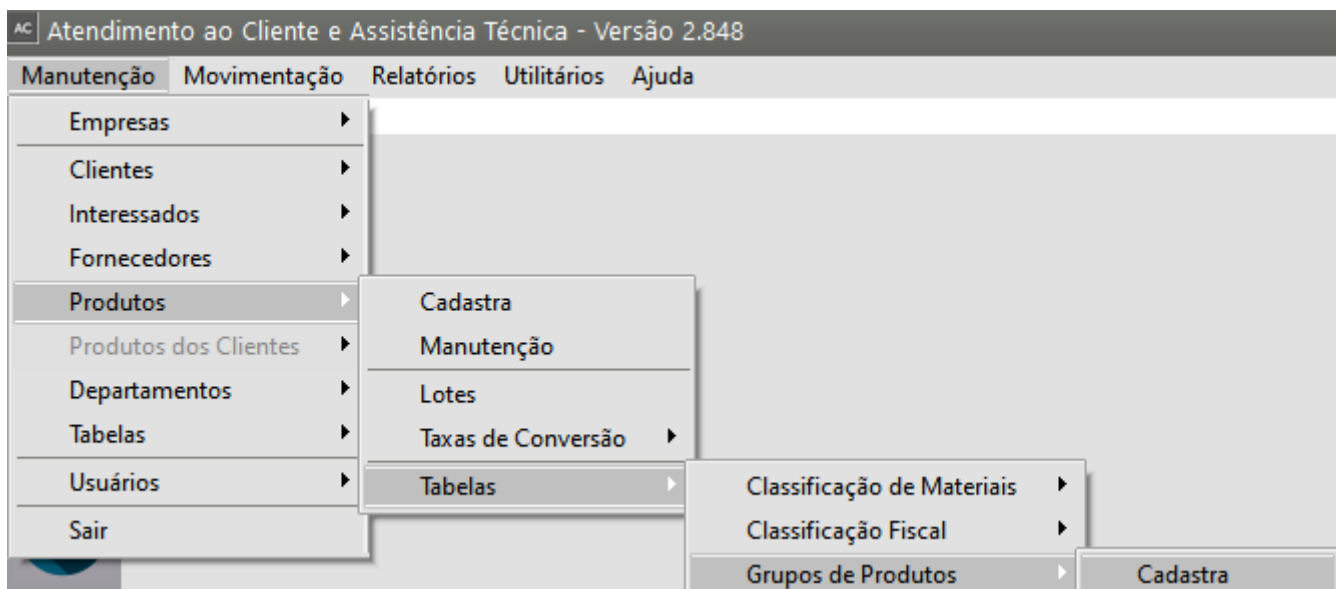 AC Atendimento ao Cliente e Assistência Técnica - Versão 2.848
Manutenção Movimentação Relatórios Utilitários Ajuda
Empresas
Clientes
Interessados
Fornecedores
Produtos
Produtos dos Clientes
Departamentos
Tabelas
Usuários
Sair
Cadastra
Manutenção
Lotes
Taxas de Conversão
Tabelas
Classificação de Materiais
Classificação Fiscal
Grupos de Produtos
Cadastra